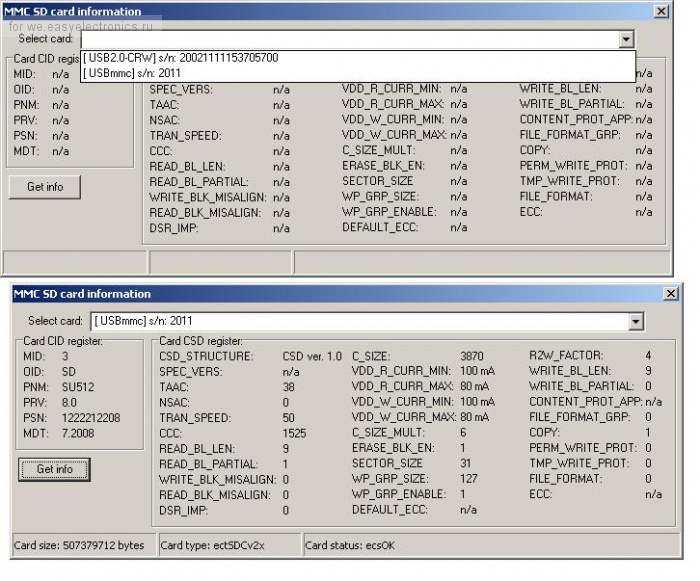 MMC SD card information
for we.easyelectronics.ru
Select card:
Card CID regis
[ USB2.0-CRW] s/n: 20021111153705700
[ USBmmc] s/n: 2011
MID: n/a n/a
OID: n/a SPEC_VERS: n/a VDD_R_CURR_MIN: n/a WRITE_BL_LEN: n/a
PNM: n/a TAAC: n/a VDD_R_CURR_MAX: n/a WRITE_BL_PARTIAL: n/a
PRV: n/a NSAC: n/a VDD_W_CURR_MIN: n/a CONTENT_PROT_APP: n/a
PSN: n/a TRAN_SPEED: n/a VDD_W_CURR_MAX: n/a FILE_FORMAT_GRP: n/a
MDT: n/a CCC: n/a C_SIZE_MULT: n/a COPY: n/a
READ_BL_LEN: n/a ERASE_BLK_EN: n/a PERM_WRITE_PROT: n/a
Get info READ_BL_PARTIAL: n/a SECTOR_SIZE n/a TMP_WRITE_PROT: n/a
WRITE_BLK_MISALIGN: n/a WP_GRP_SIZE: n/a FILE_FORMAT: n/a
READ_BLK_MISALIGN: n/a WP_GRP_ENABLE: n/a ECC: n/a
DSR_IMP: n/a DEFAULT_ECC: n/a
MMC SD card information
Select card: [ USBmmc] s/n: 2011
Card CID register: Card CSD register:
MID: 3 CSD_STRUCTURE: CSD ver. 1.0 C_SIZE: 3870 R2W_FACTOR: 4
OID: SD SPEC_VERS: n/a VDD_R_CURR_MIN: 100 mA WRITE_BL_LEN: 9
PNM: SU512 TAAC: 38 VDD_R_CURR_MAX: 80 mA WRITE_BL_PARTIAL: 0
PRV: 8.0 NSAC: 0 VDD_W_CURR_MIN: 100 mA CONTENT_PROT_APP: n/a
PSN: 1222212208 TRAN_SPEED: 50 VDD_W_CURR_MAX: 80 mA FILE_FORMAT_GRP: 0
MDT: 7.2008 CCC: 1525 C_SIZE_MULT: 6 COPY: 1
READ_BL_LEN: 9 ERASE_BLK_EN: 1 PERM_WRITE_PROT: 0
Get info READ_BL_PARTIAL: 1 SECTOR_SIZE 31 TMP_WRITE_PROT: 0
WRITE_BLK_MISALIGN: 0 WP_GRP_SIZE: 127 FILE_FORMAT: 0
READ_BLK_MISALIGN: 0 WP_GRP_ENABLE: 1 ECC: n/a
DSR_IMP: 0 DEFAULT_ECC: n/a
Card size: 507379712 bytes Card type: ectSDCv2x Card status: ecsOK